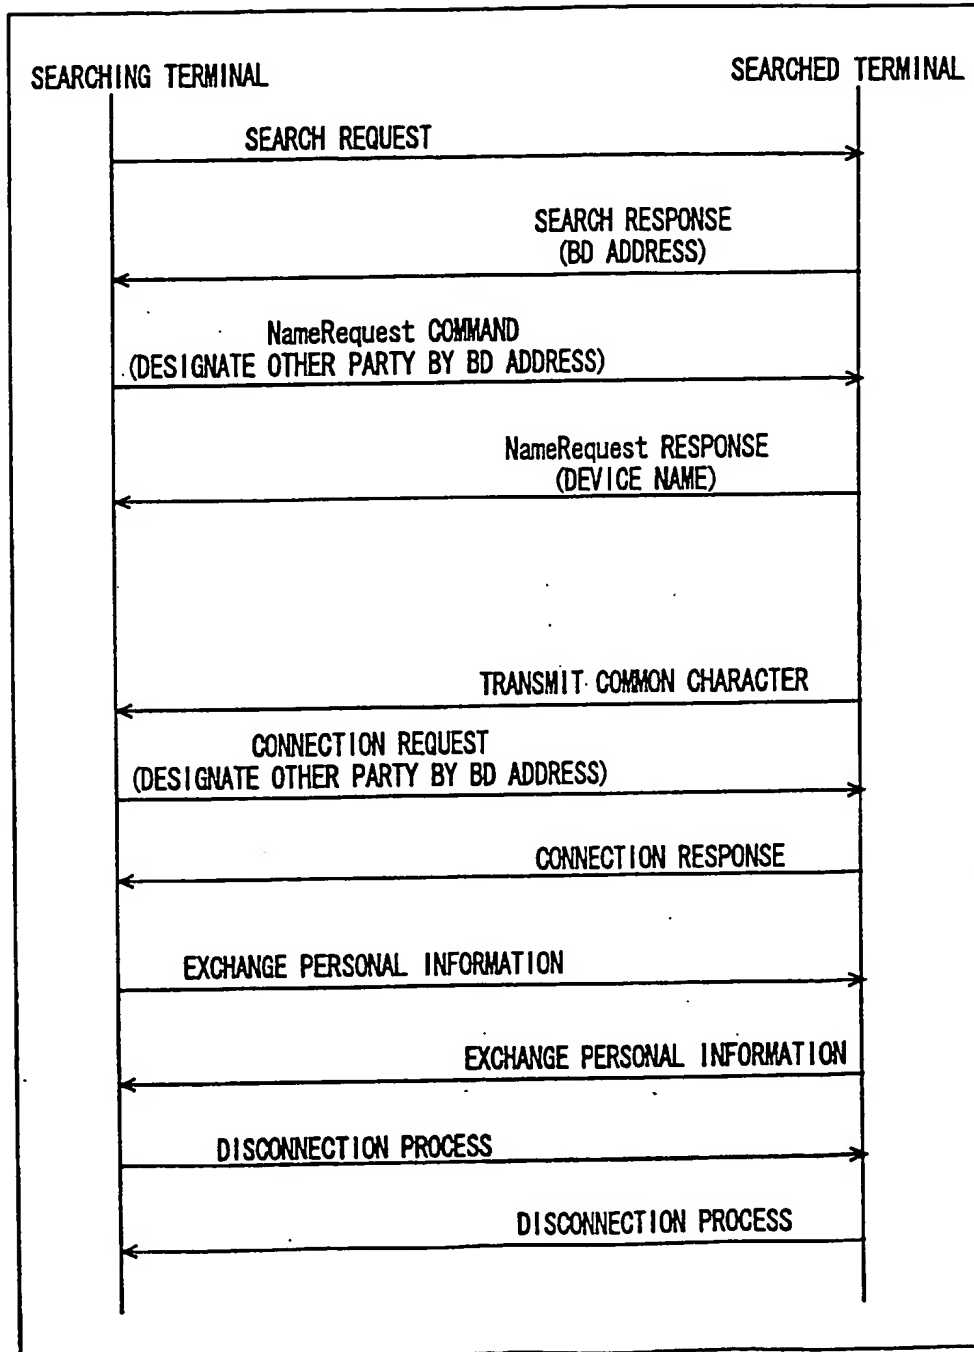 SEARCHING TERMINAL
SEARCHED TERMINAL
SEARCH REQUEST
SEARCH RESPONSE
(BD ADDRESS)
NameRequest COMMAND
(DESIGNATE OTHER PARTY BY BD ADDRESS)
NameRequest RESPONSE
(DEVICE NAME)
TRANSMIT COMMON CHARACTER
CONNECTION REQUEST
(DESIGNATE OTHER PARTY BY BD ADDRESS)
CONNECTION RESPONSE
EXCHANGE PERSONAL INFORMATION
EXCHANGE PERSONAL INFORMATION
DISCONNECTION PROCESS
DISCONNECTION PROCESS